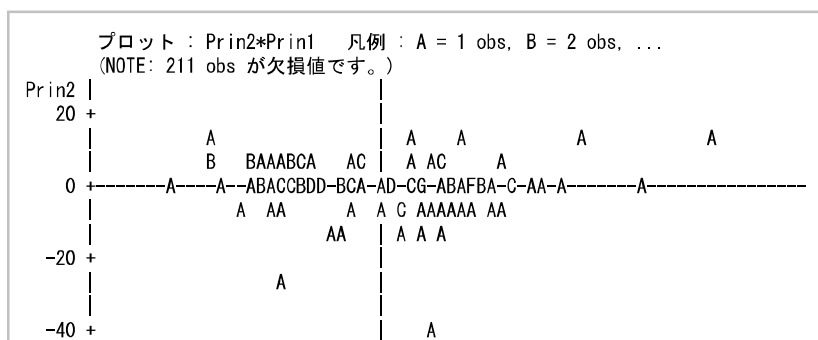 プロット : Prin2*Prin1   凡例 : A = 1 obs, B = 2 obs, ...
(NOTE: 211 obs が欠損値です。)
Prin2 |                            |
   20 +                            |
      |           A                |  A    A           A            A
      |           B   BAAABCA   AC |  A AC     A
    0 +-------A----A--ABACCBDD-BCA-AD-CG-ABAFBA-C-AA-A-------A----------------
      |              A  AA      A  A C AAAAAA AA
      |                       AA   | A A A
  -20 +                            |
      |                  A         |
  -40 +                            |    A